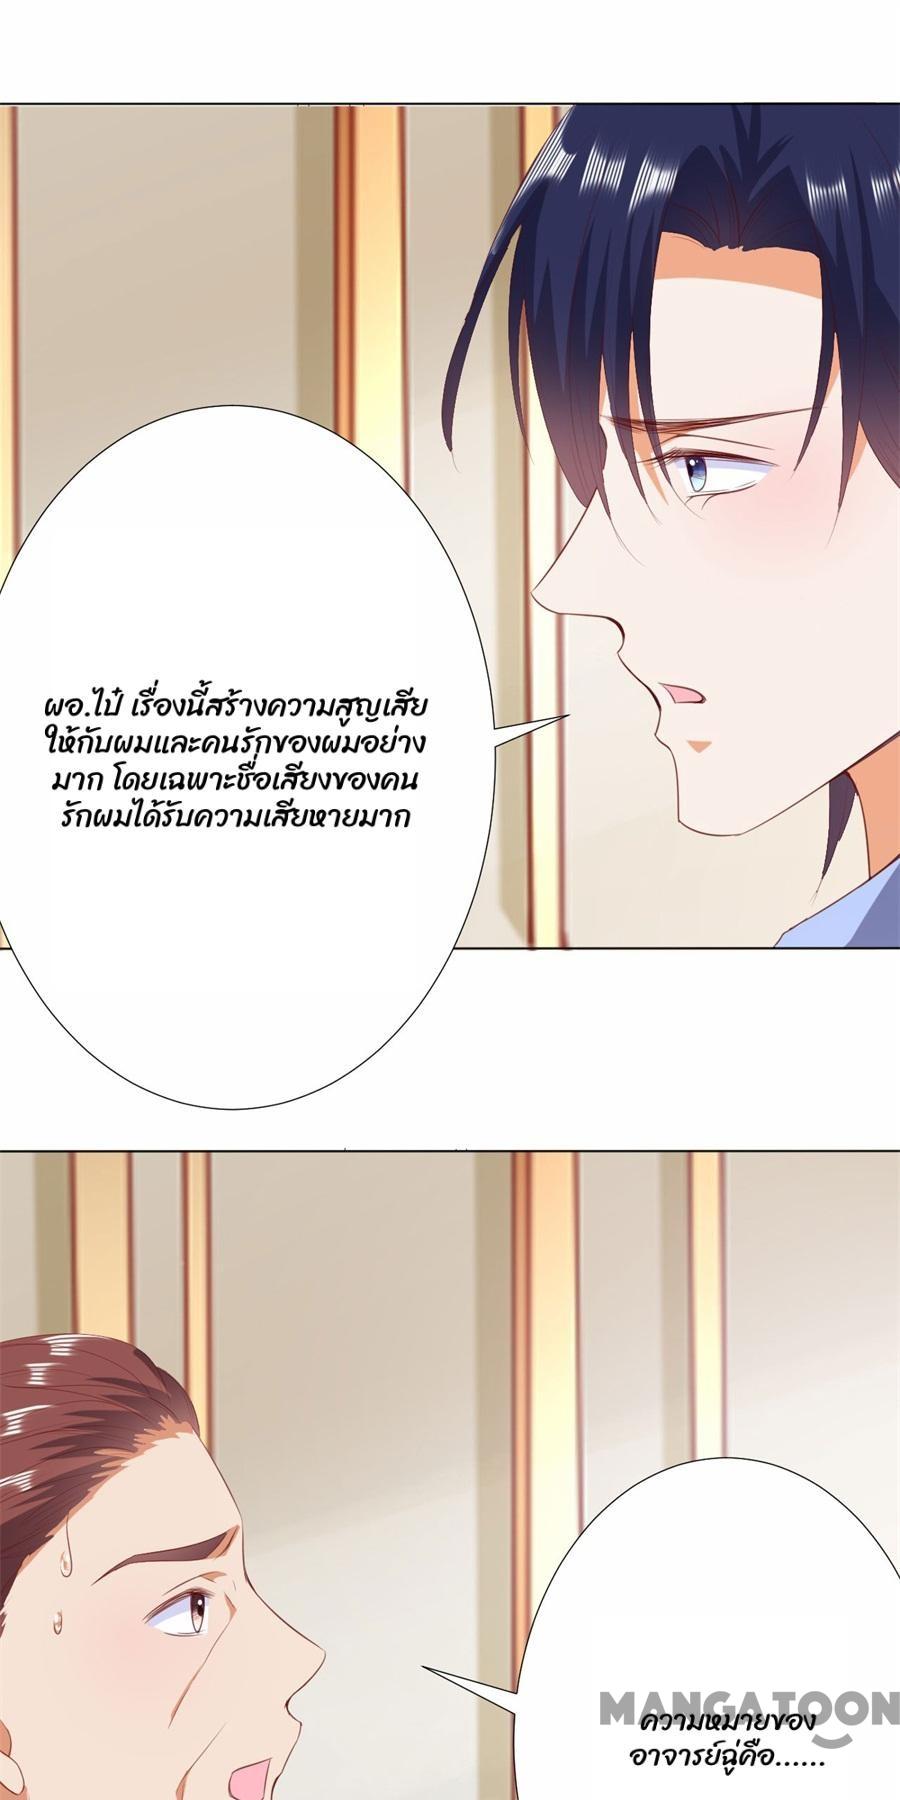 ผอ.ไป๋ เรื่องนี้สร้างความสูญเสีย
ให้กับผมและคนรักของผมอย่าง
มาก โดยเฉพาะชื่อเสียงของคน
รักผมได้รับความเสียหายมาก
MANGATOON
ความหมายของ
อาจารย์ฉู่คือ......